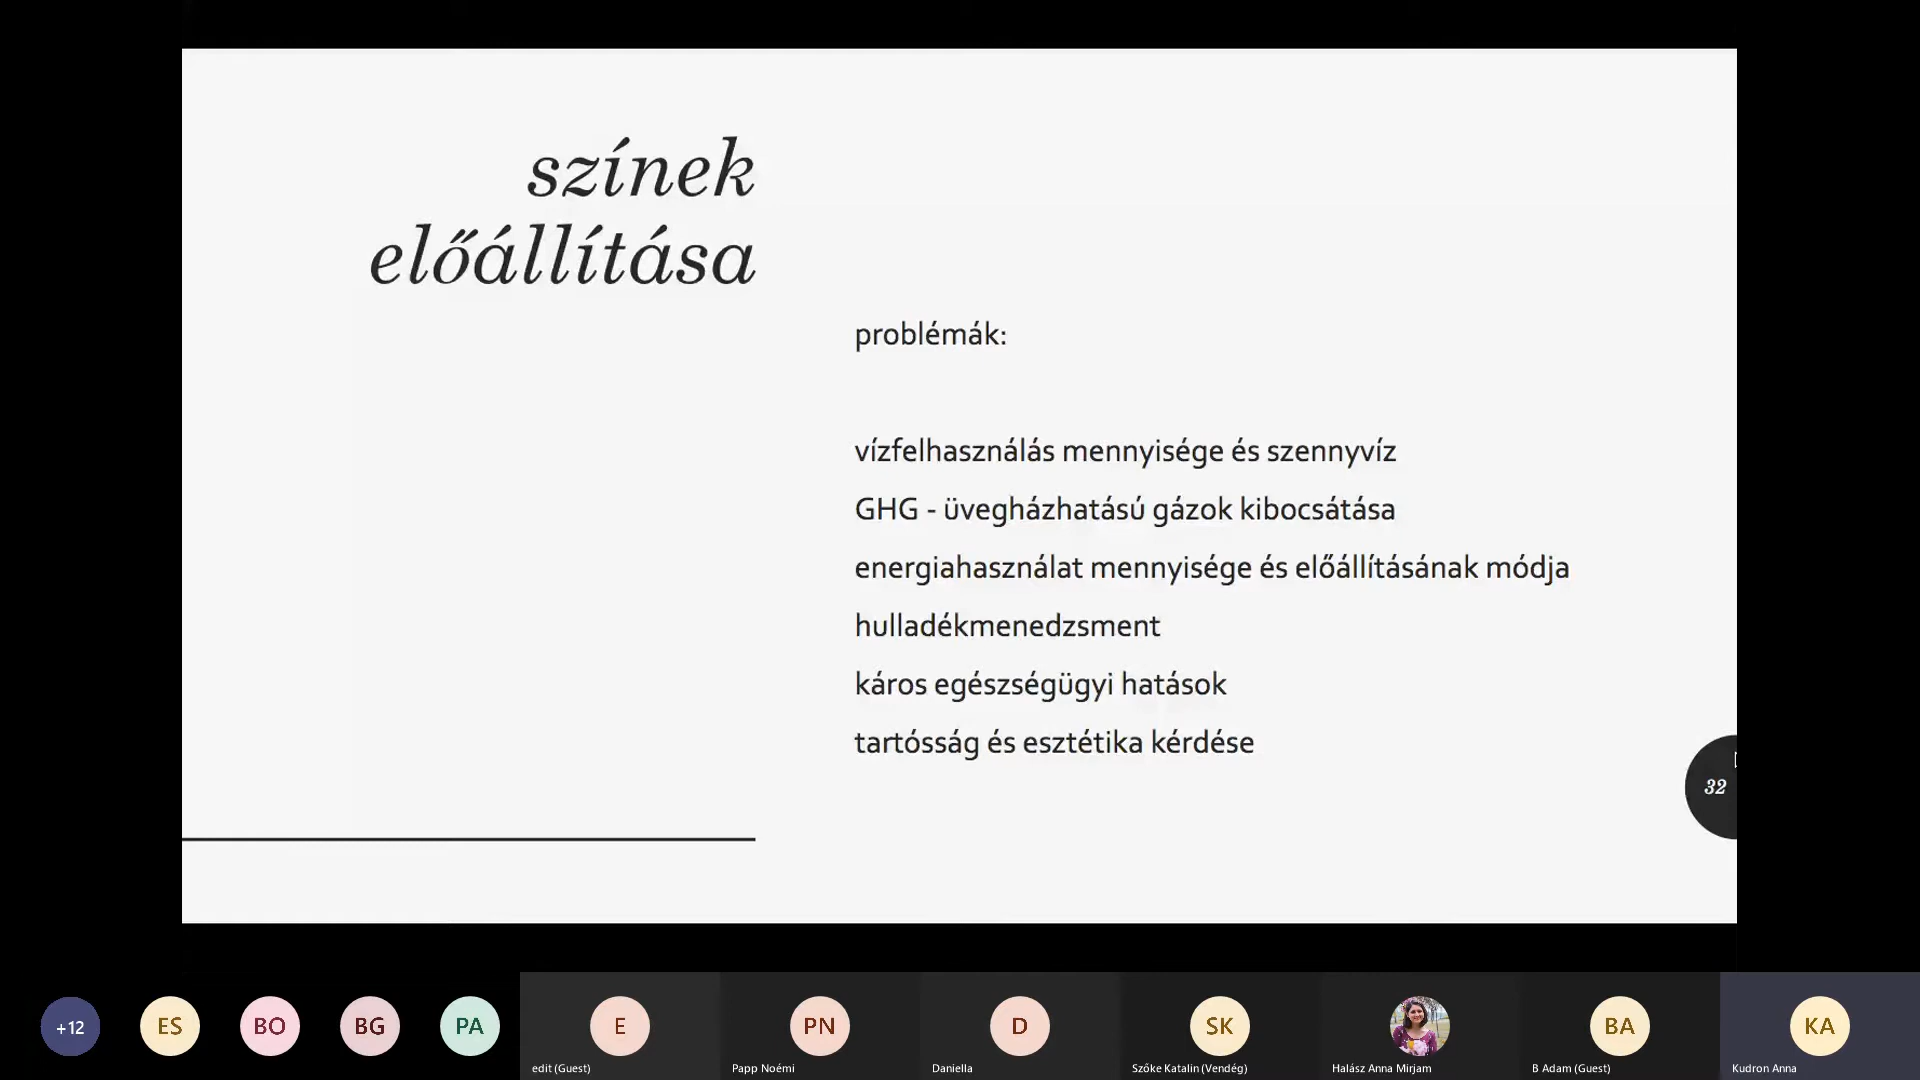 színek
előállítása
problémák:
vízfelhasználás mennyisége és szennyvíz
GHG - üvegházhatású gázok kibocsátása
energiahasználat mennyisége és előállításának módja
hulladékmenedzsment
káros egészségügyi hatások
tartósság és esztétika kérdése
32
+12
ES
BO
BG
PA
E
PN
D
SK
BA
KA
edit (Guest)
Papp Noémi
Daniella
Szőke Katalin (Vendég)
Halász Anna Mirjam
B Adam (Guest)
Kudron Anna